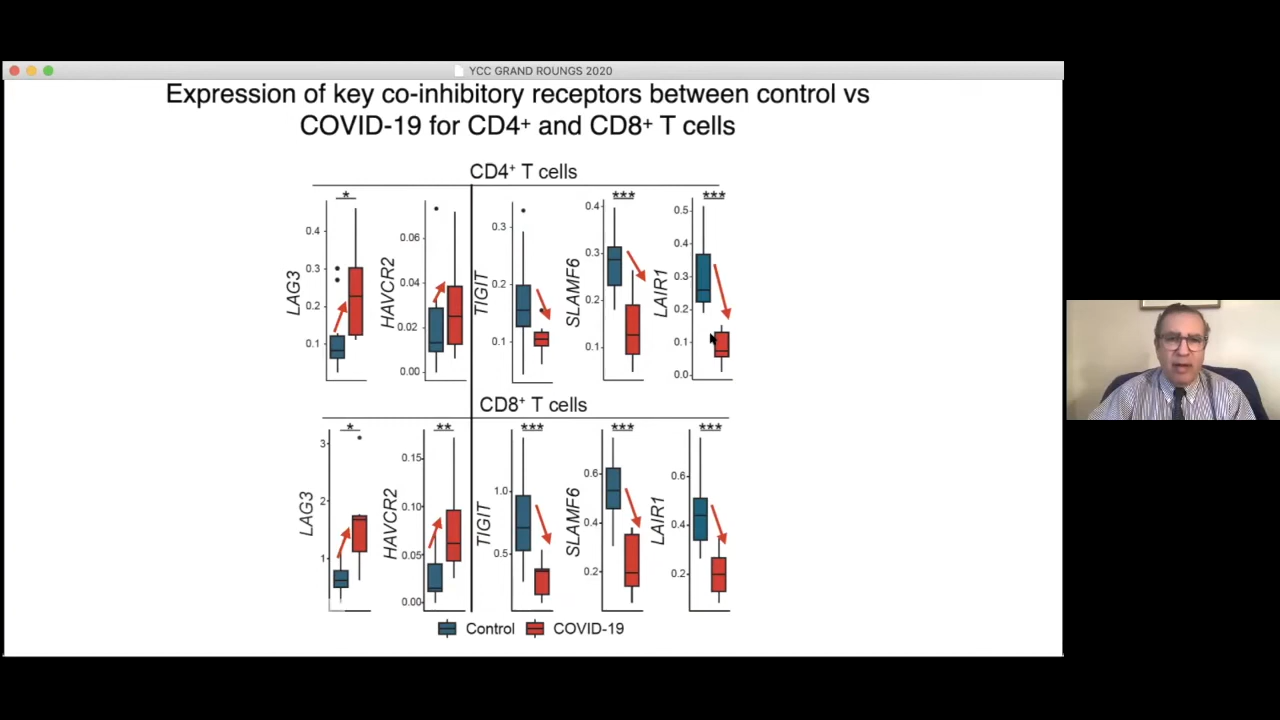 YCC GRAND ROUNGS 2020
Expression of key co-inhibitory receptors between control vs
COVID-19 for CD4+ and CD8+ T cells
CD4+ T cells
* *** ***
LAG3 0.4 0.3 0.2 0.1
HAVCR2 0.06 0.04 0.02 0.00
TIGIT 0.3 0.2 0.1
SLAMF6 0.4 0.3 0.2 0.1
LAIR1 0.5 0.4 0.3 0.2 0.1 0.0
CD8+ T cells
* ** *** *** ***
LAG3 3 2 1
HAVCR2 0.15 0.10 0.05 0.00
TIGIT 1.0 0.5
SLAMF6 0.6 0.4 0.2
LAIR1 0.6 0.4 0.2
Control COVID-19